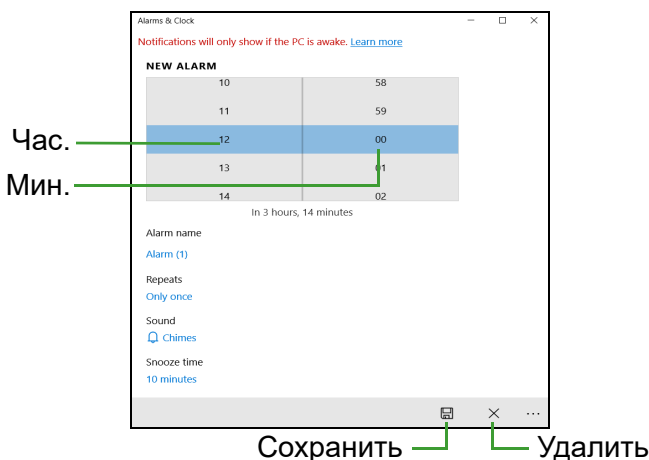 Alarms & Clock
Notifications will only show if the PC is awake. Learn more
NEW ALARM
10 58
11 59
Час. 12 00
13 01
Мин.
14 02
In 3 hours, 14 minutes
Alarm name
Alarm (1)
Repeats
Only once
Sound
Chimes
Snooze time
10 minutes
Сохранить Удалить